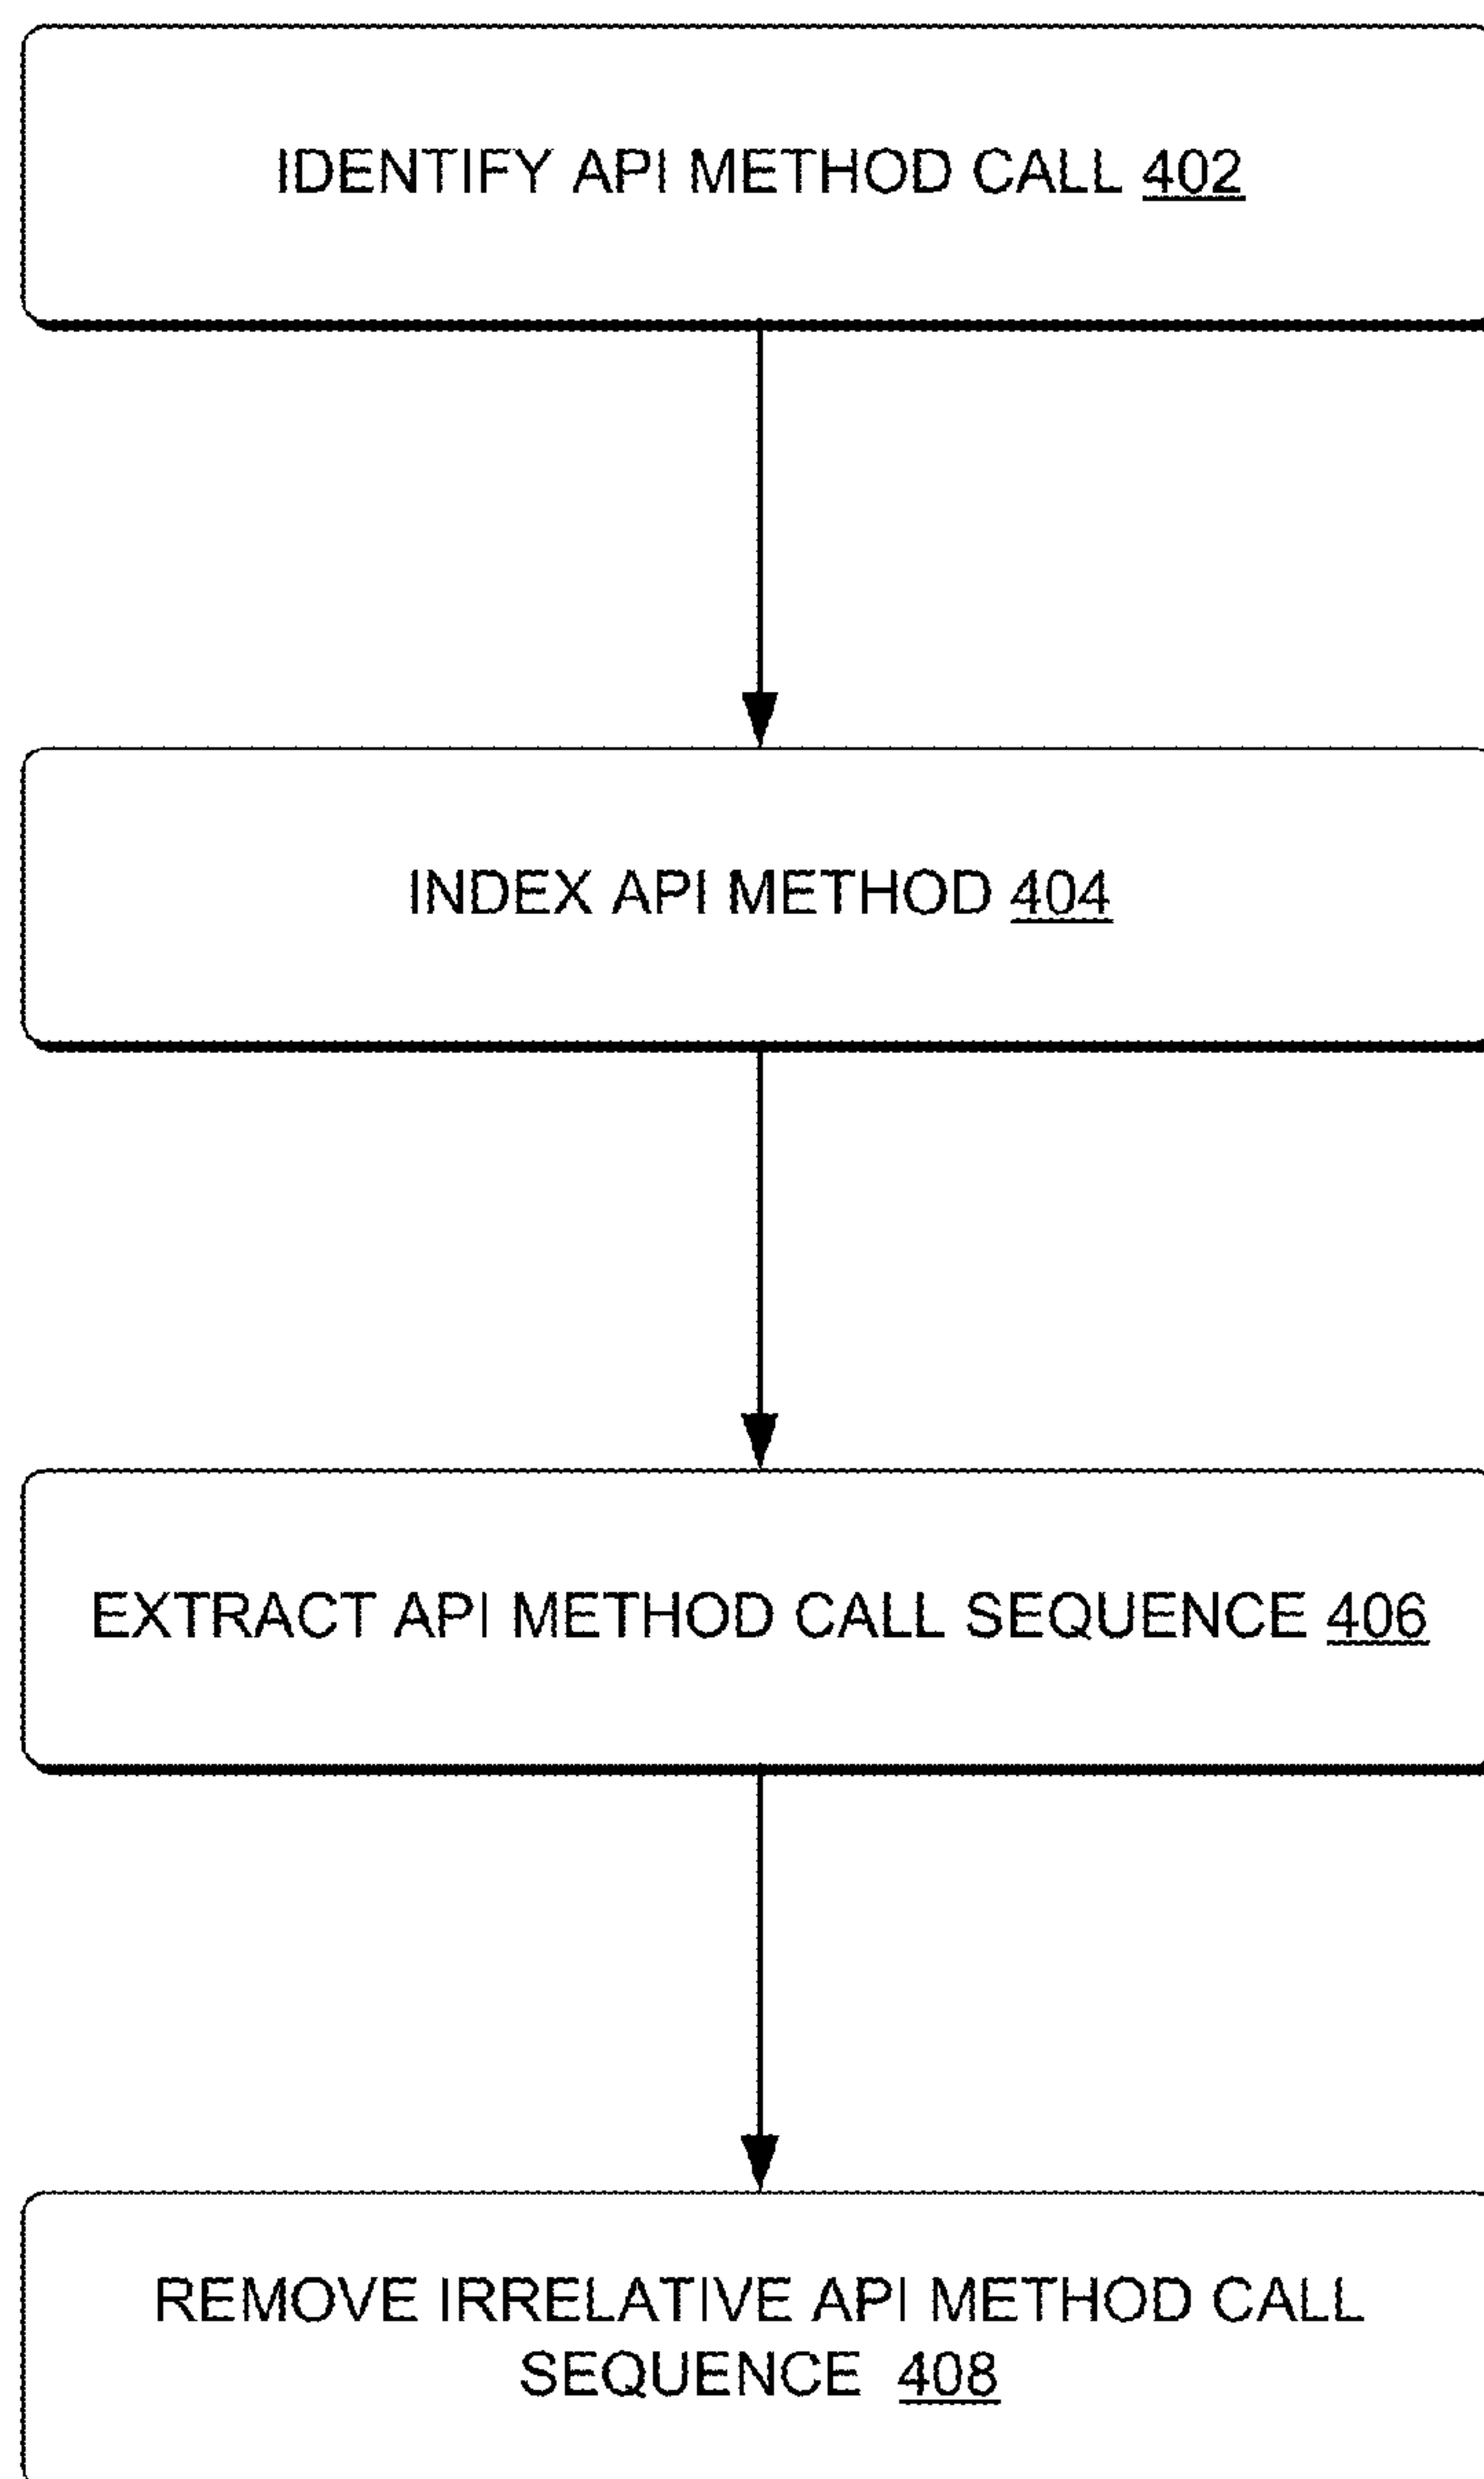 IDENTIFY API METHOD CALL 402
INDEX API METHOD 404
EXTRACT API METHOD CALL SEQUENCE 406
REMOVE IRRELATIVE API METHOD CALL
SEQUENCE 408